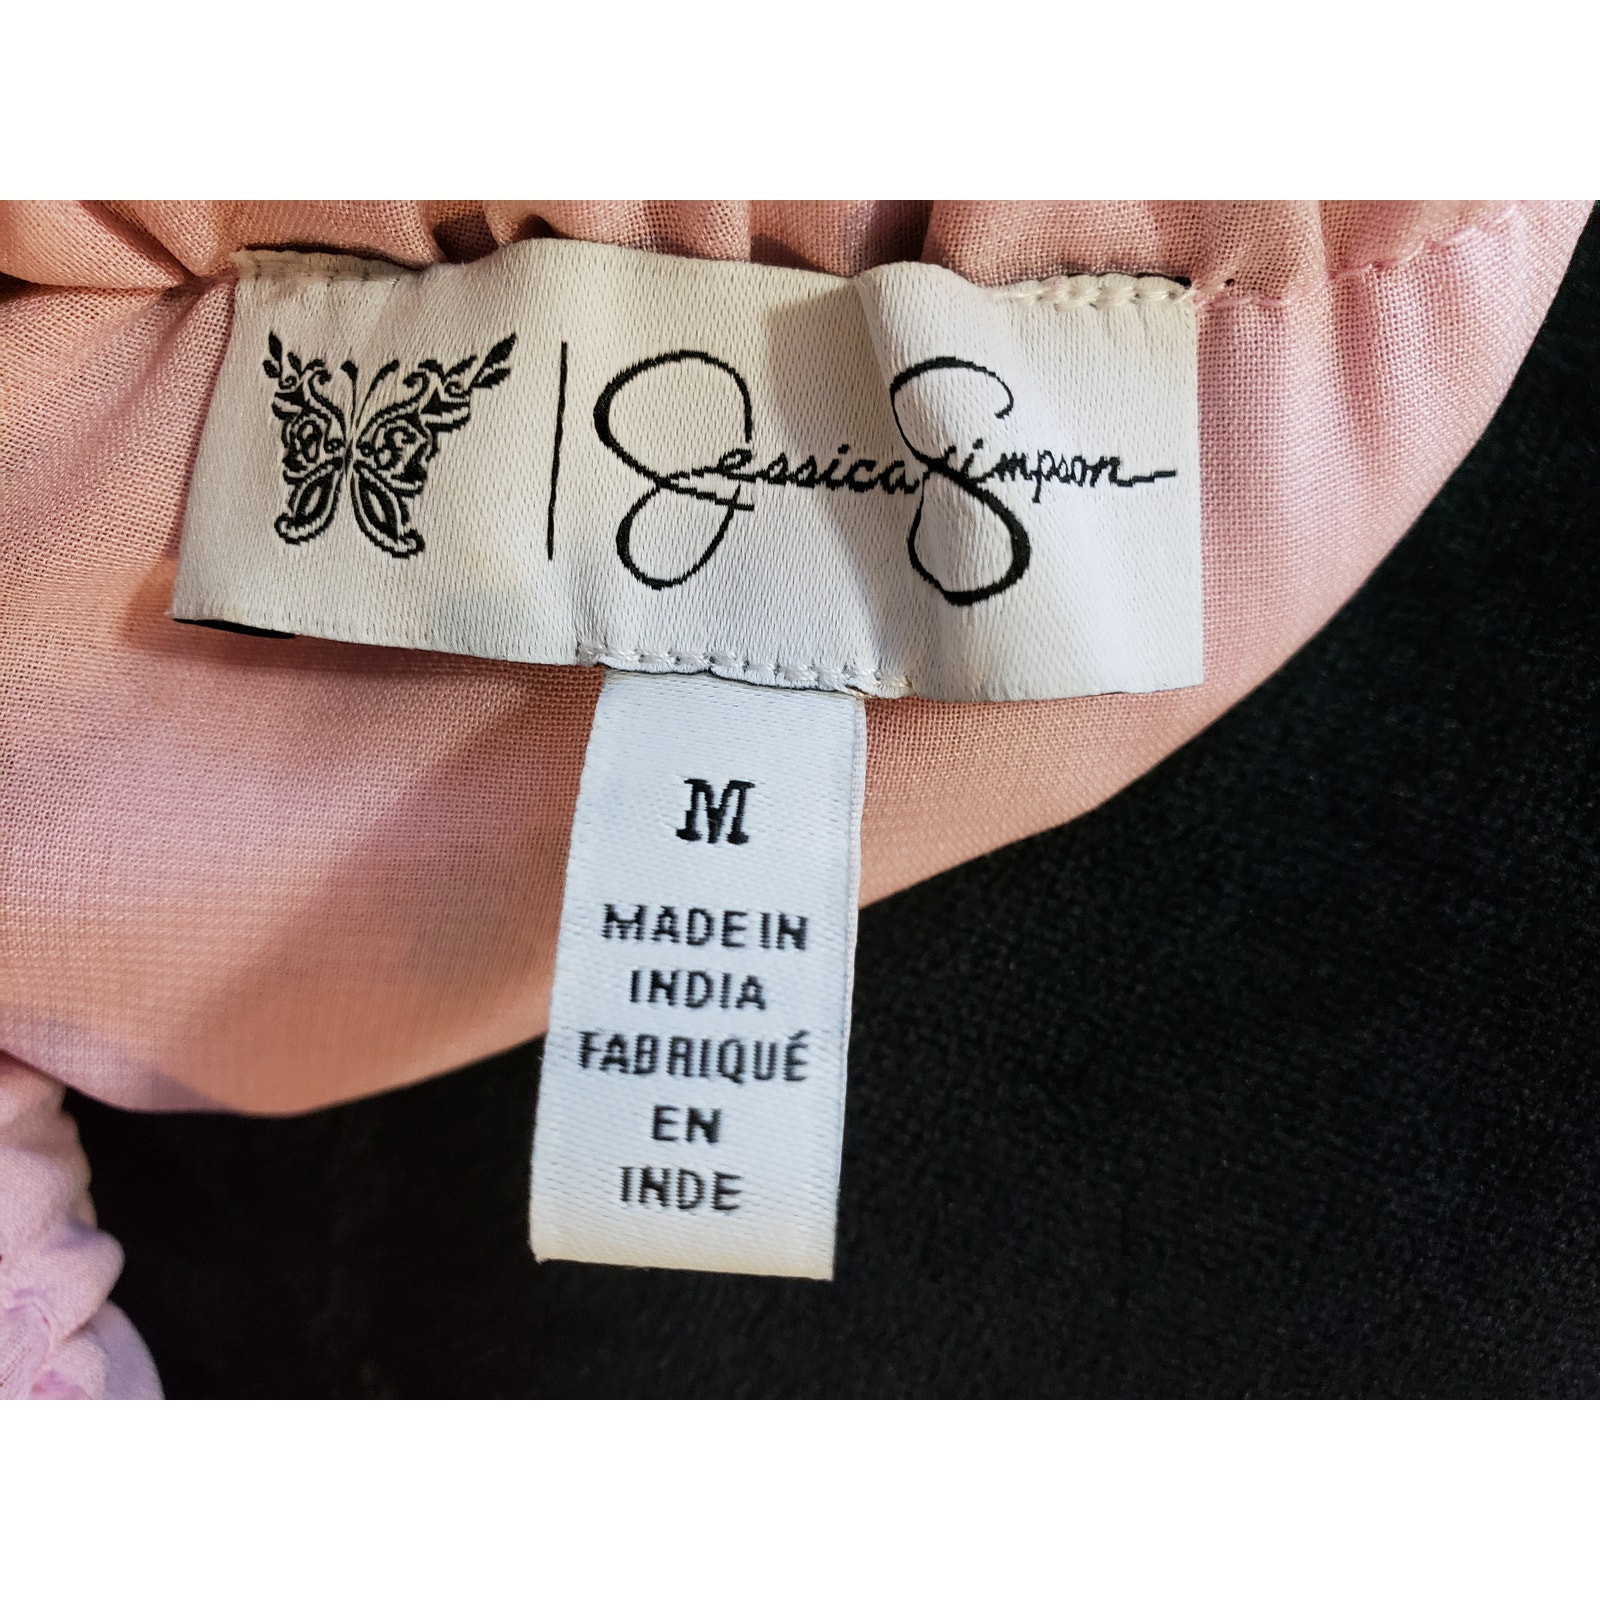 Jessica Simpson
M
MADE IN
INDIA
FABRIQUÉ
EN
INDE